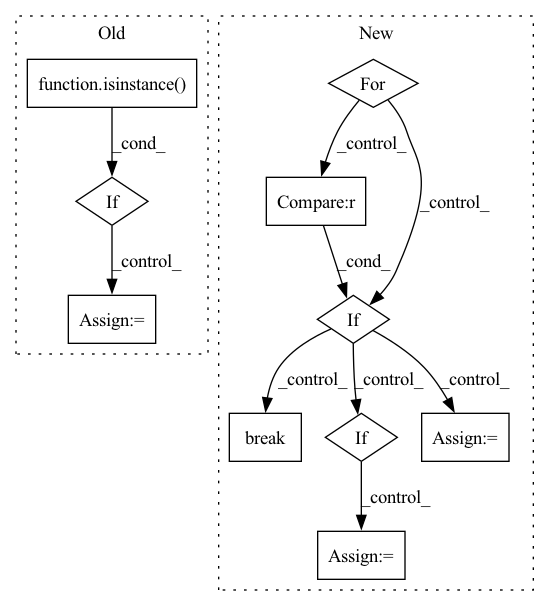 Old
function.isinstance()
_cond_
If
_control_
Assign:=
New
For
_control_
Compare:r
_control_
_cond_
If
_control_
_control_
_control_
break
If
Assign:=
_control_
Assign:=